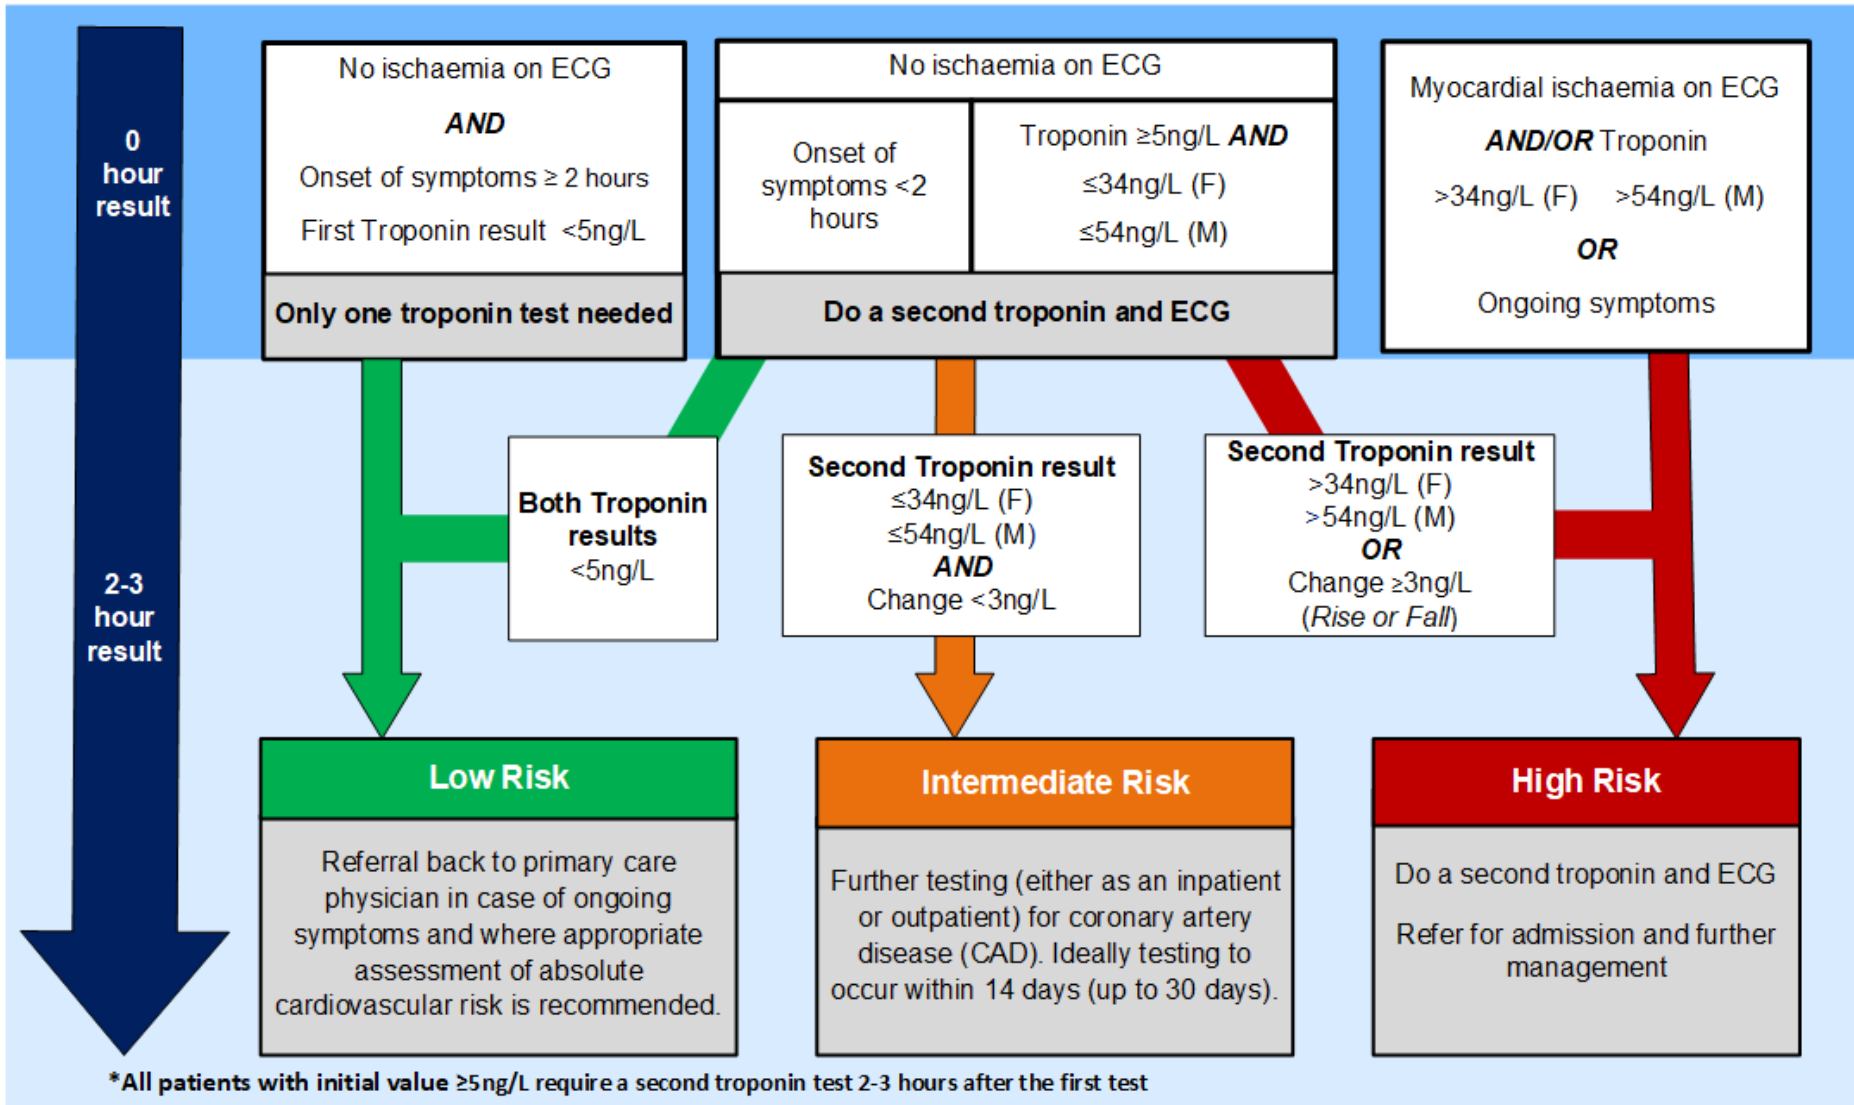 0
hour
result
No ischaemia on ECG
AND
Onset of symptoms ≥ 2 hours
First Troponin result <5ng/L
Only one troponin test needed
No ischaemia on ECG
Onset of
symptoms <2
hours
Troponin ≥5ng/L AND
≤34ng/L (F)
≤54ng/L (M)
Do a second troponin and ECG
Myocardial ischaemia on ECG
AND/OR Troponin
>34ng/L (F) >54ng/L (M)
OR
Ongoing symptoms
2-3
hour
result
Both Troponin
results
<5ng/L
Second Troponin result
≤34ng/L (F)
≤54ng/L (M)
AND
Change <3ng/L
Second Troponin result
>34ng/L (F)
>54ng/L (M)
OR
Change ≥3ng/L
(Rise or Fall)
Low Risk
Referral back to primary care
physician in case of ongoing
symptoms and where appropriate
assessment of absolute
cardiovascular risk is recommended.
Intermediate Risk
Further testing (either as an inpatient
or outpatient) for coronary artery
disease (CAD). Ideally testing to
occur within 14 days (up to 30 days).
High Risk
Do a second troponin and ECG
Refer for admission and further
management
*All patients with initial value ≥5ng/L require a second troponin test 2-3 hours after the first test